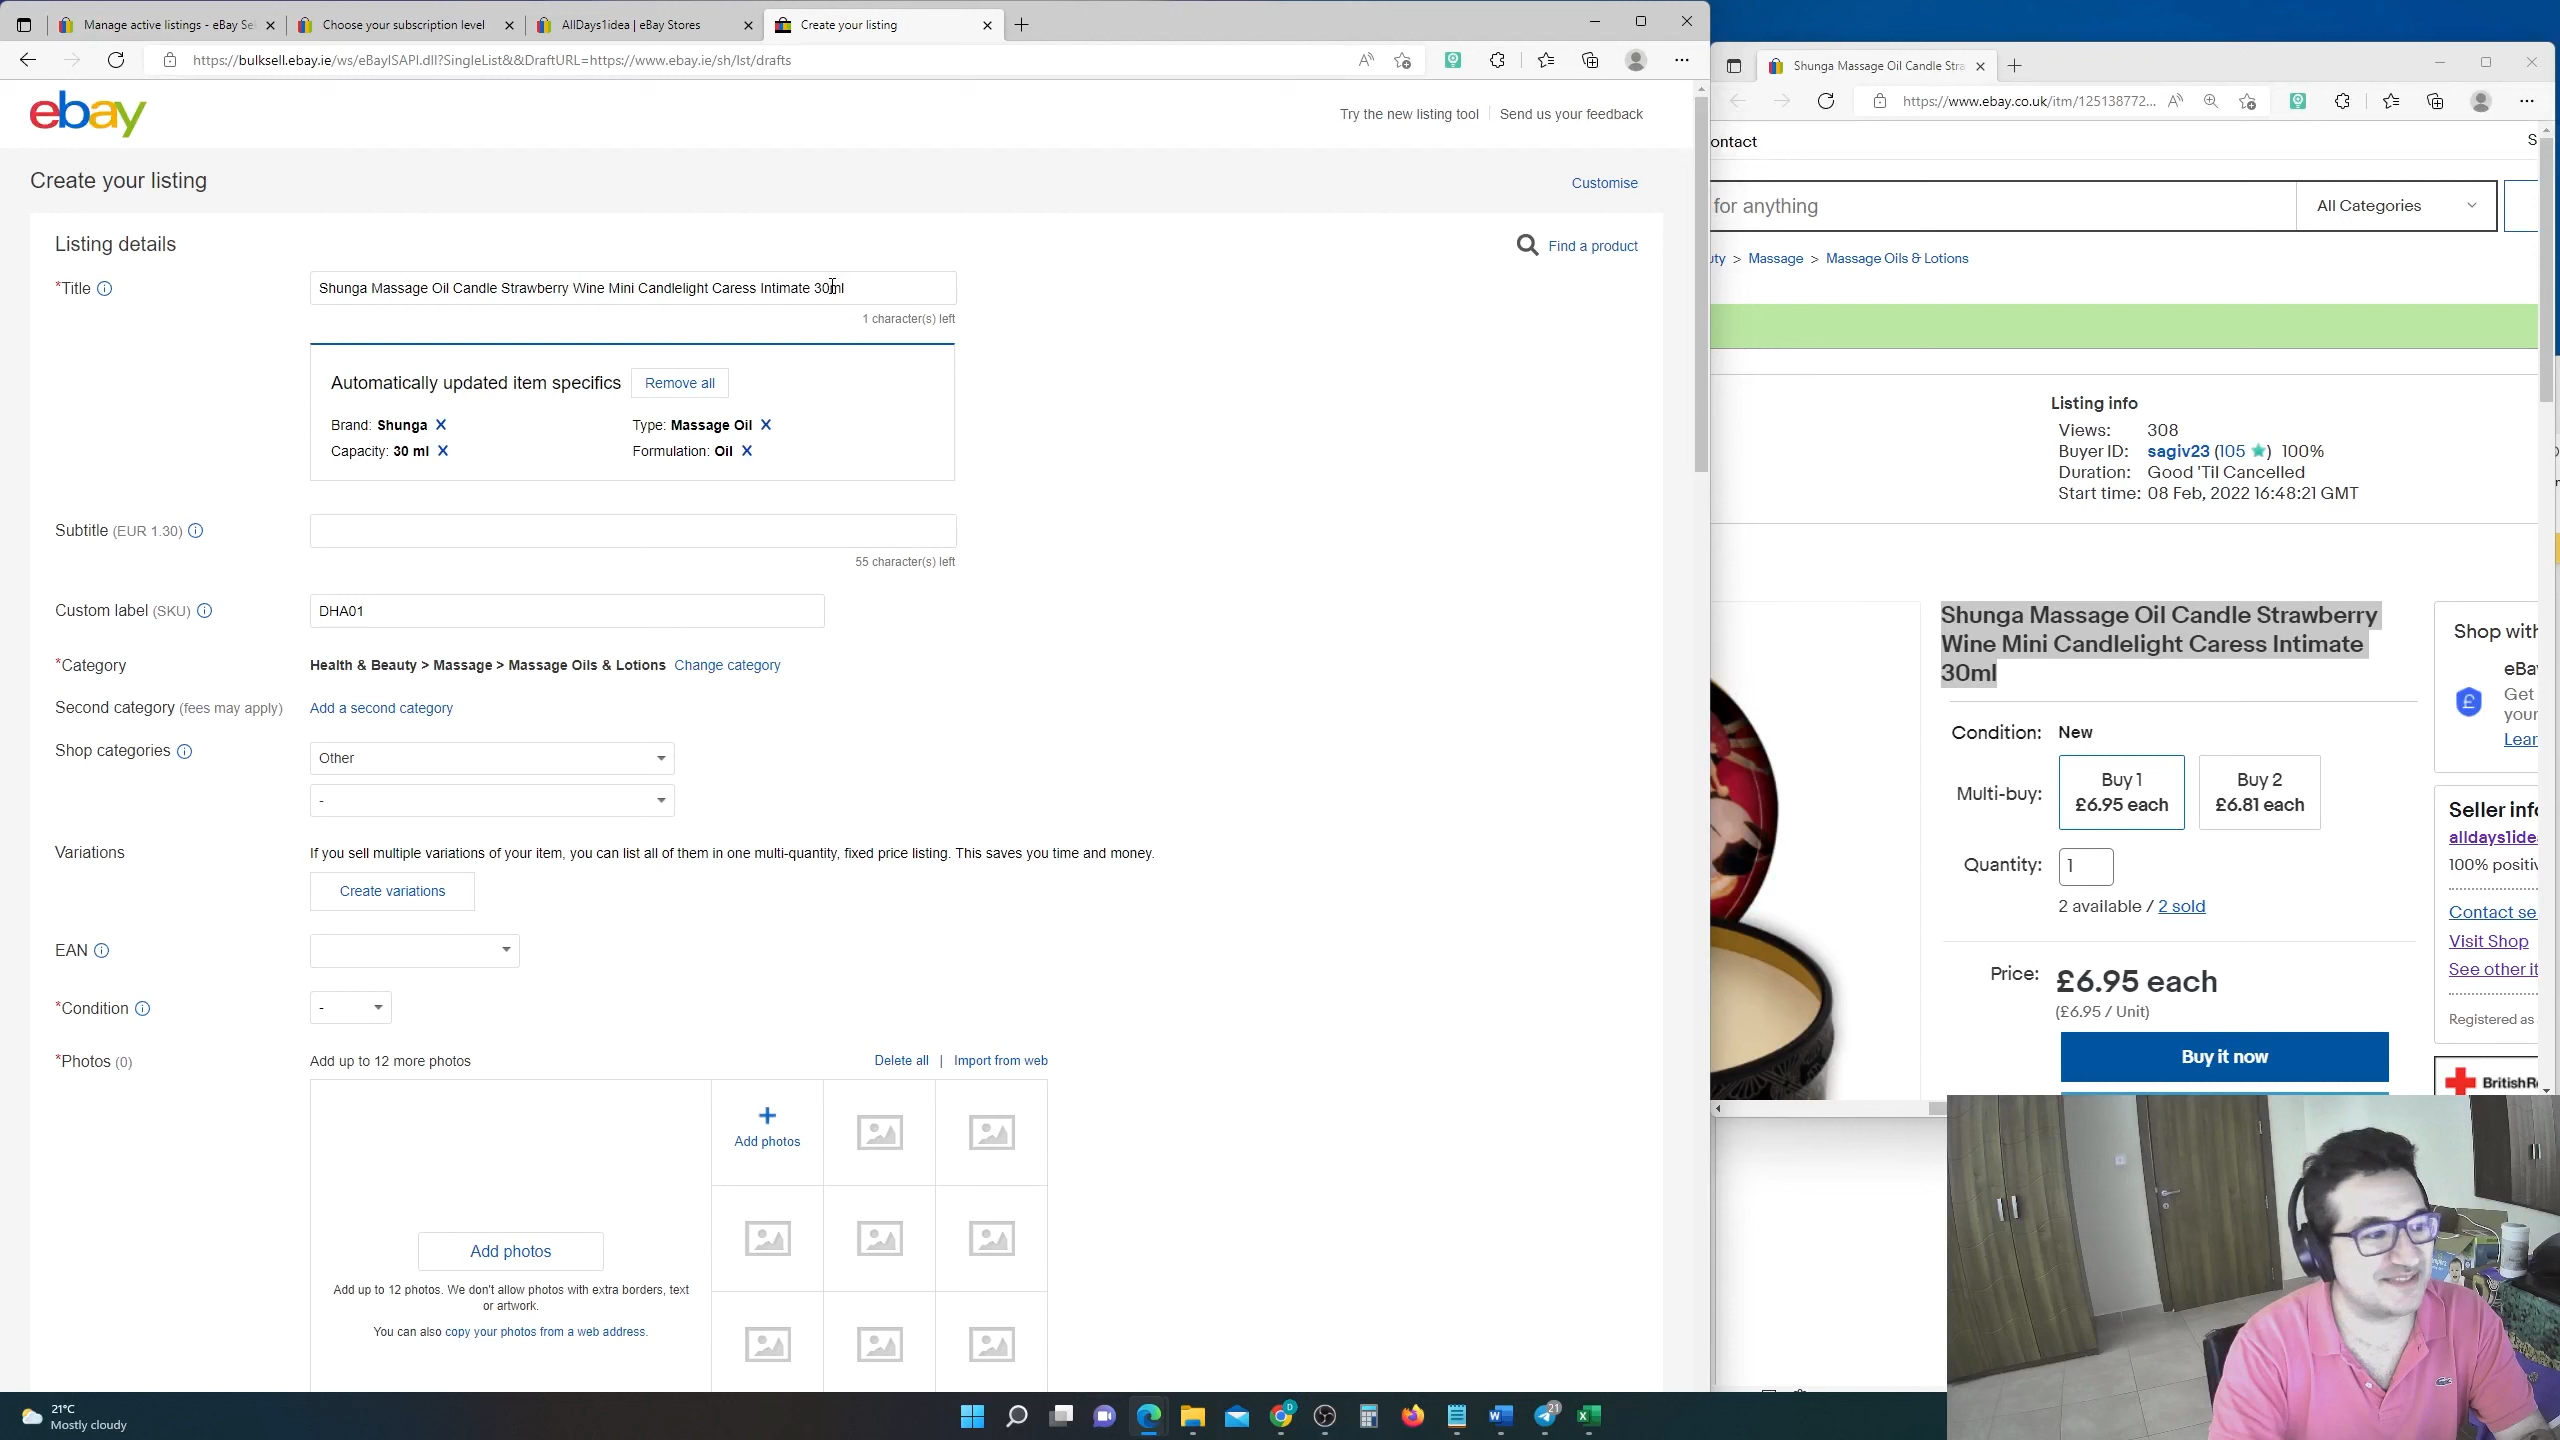 Manage active listings - eBay Se
Choose your subscription level
AllDays1idea | eBay Stores
Create your listing
https://bulksell.ebay.ie/ws/eBayISAPI.dll?SingleList&&DraftURL=https://www.ebay.ie/sh/lst/drafts
ebay
Try the new listing tool
Send us your feedback
Create your listing
Customise
Listing details
Find a product
*Title
Shunga Massage Oil Candle Strawberry Wine Mini Candlelight Caress Intimate 30ml
1 character(s) left
Automatically updated item specifics
Remove all
Brand: Shunga X
Type: Massage Oil X
Capacity: 30 ml X
Formulation: Oil X
Subtitle (EUR 1.30)
55 character(s) left
Custom label (SKU)
DHA01
*Category
Health & Beauty > Massage > Massage Oils & Lotions Change category
Second category (fees may apply)
Add a second category
Shop categories
Other
-
Variations
If you sell multiple variations of your item, you can list all of them in one multi-quantity, fixed price listing. This saves you time and money.
Create variations
EAN
*Condition
-
*Photos (0)
Add up to 12 more photos
Delete all | Import from web
+
Add photos
Add photos
Add up to 12 photos. We don't allow photos with extra borders, text
or artwork.
You can also copy your photos from a web address.
Shunga Massage Oil Candle Stra
https://www.ebay.co.uk/itm/125138772...
ontact
S
for anything
All Categories
uty > Massage > Massage Oils & Lotions
Listing info
Views: 308
Buyer ID: sagiv23 (105) 100%
Duration: Good 'Til Cancelled
Start time: 08 Feb, 2022 16:48:21 GMT
Shunga Massage Oil Candle Strawberry
Wine Mini Candlelight Caress Intimate
30ml
Condition: New
Multi-buy:
Buy 1
£6.95 each
Buy 2
£6.81 each
Quantity: 1
2 available / 2 sold
Price: £6.95 each
(£6.95 / Unit)
Buy it now
Shop with
eBa
Get
your
Lear
Seller info
alldays1ide
100% positiv
Contact se
Visit Shop
See other it
Registered as
BritishR
21°C
Mostly cloudy
21